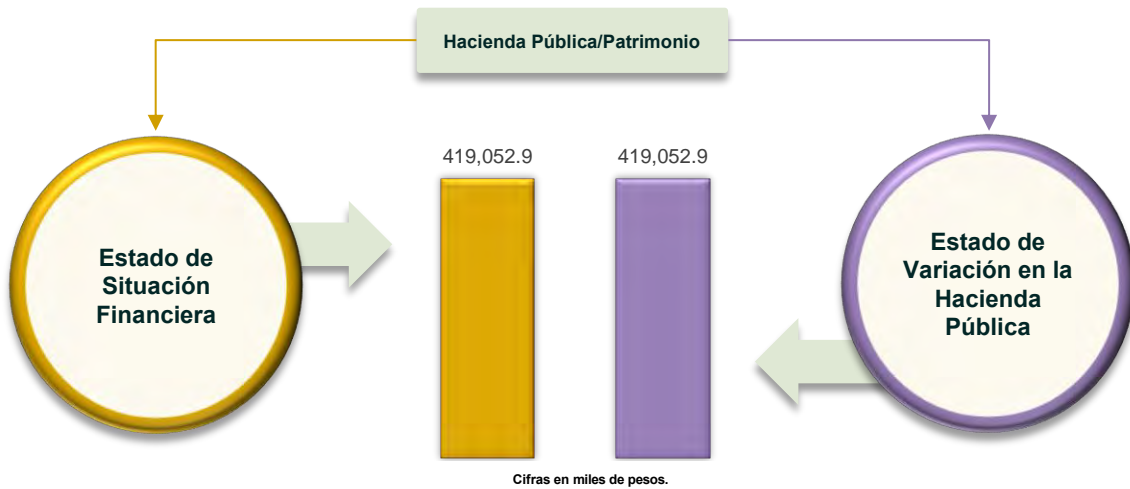 Hacienda Pública/Patrimonio
419,052.9
419,052.9
Estado de
Situación
Financiera
Estado de
Variación en la
Hacienda
Pública
Cifras en miles de pesos.